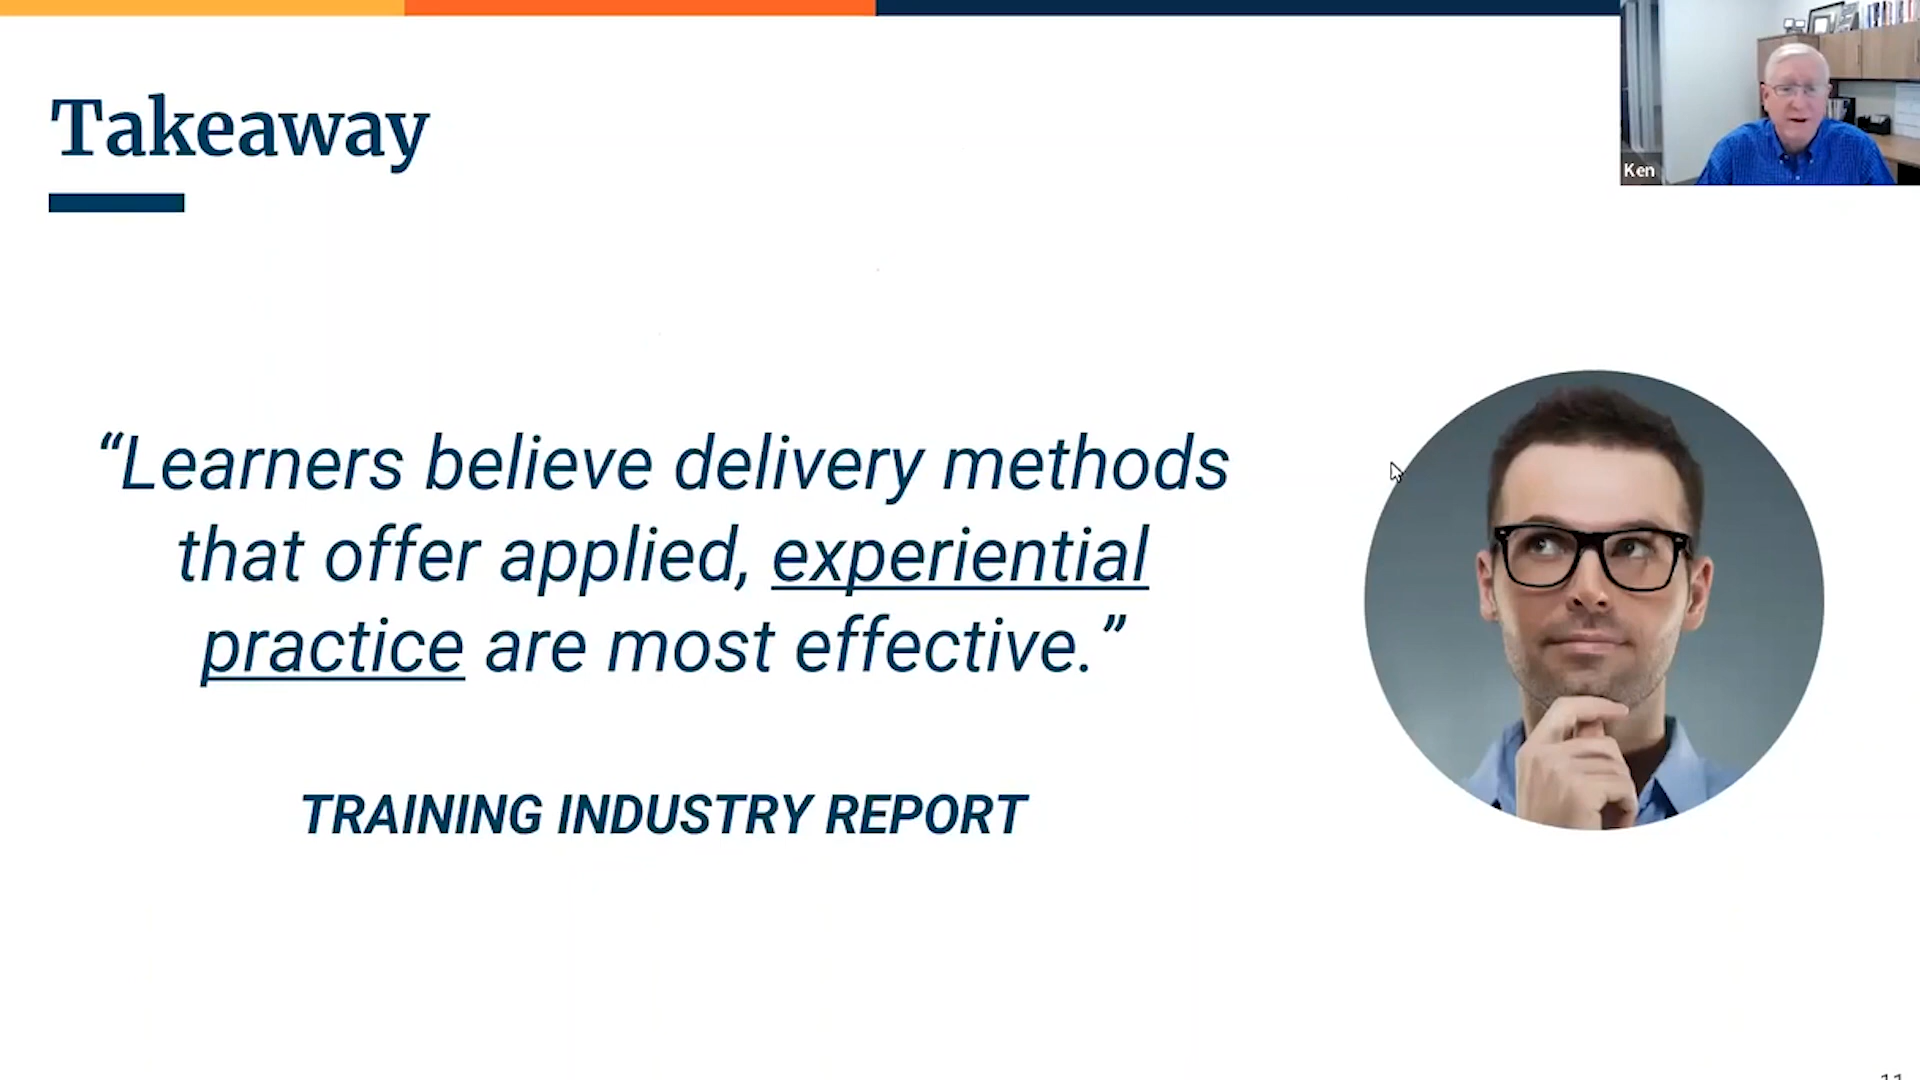 Takeaway
Ken
“Learners believe delivery methods
that offer applied, experiential
practice are most effective.”
TRAINING INDUSTRY REPORT